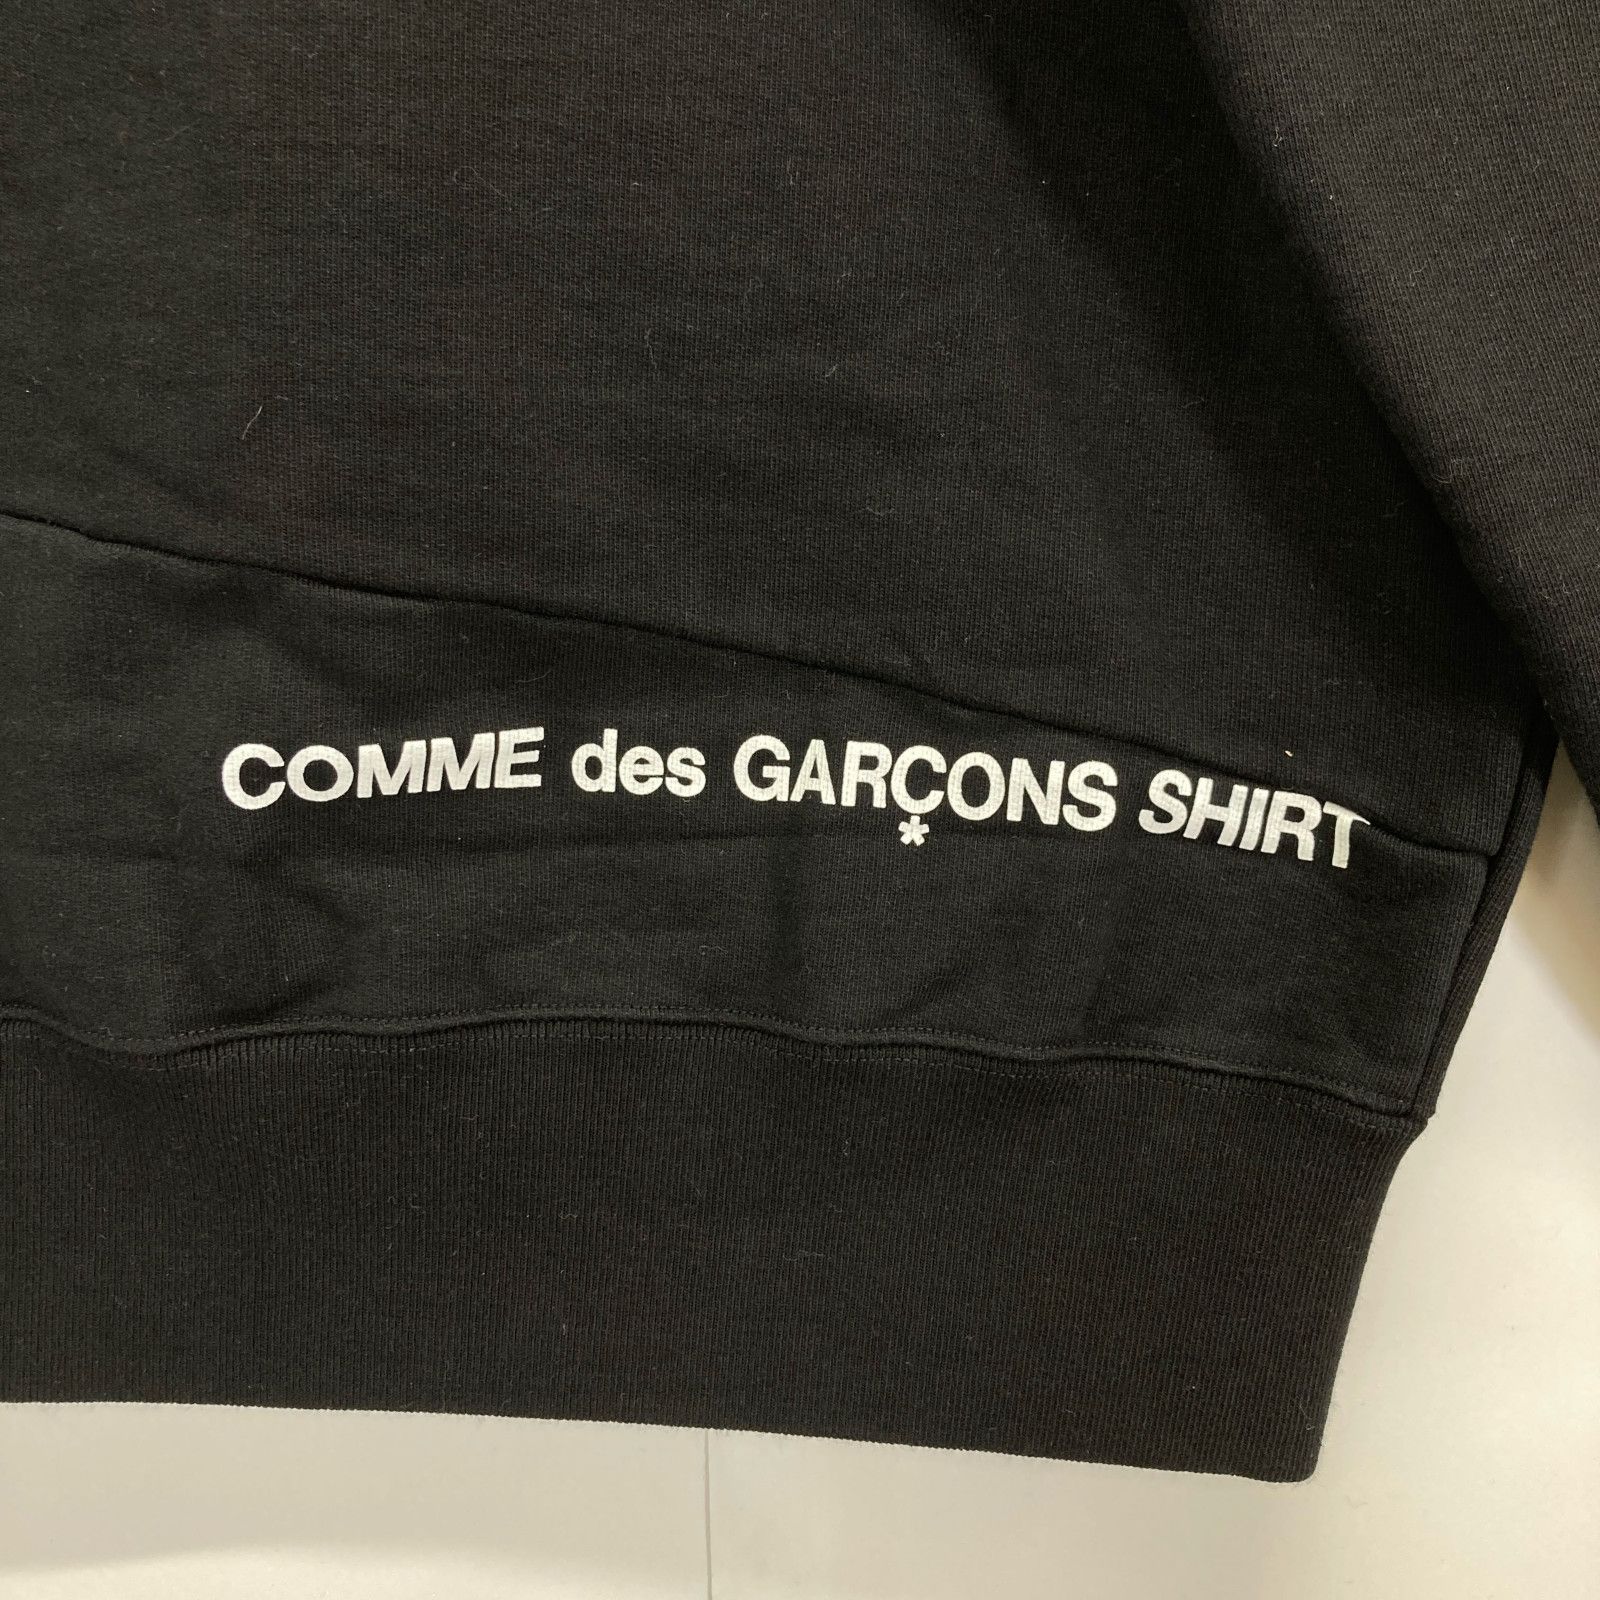 COMME des GARÇONS SHIRT
*